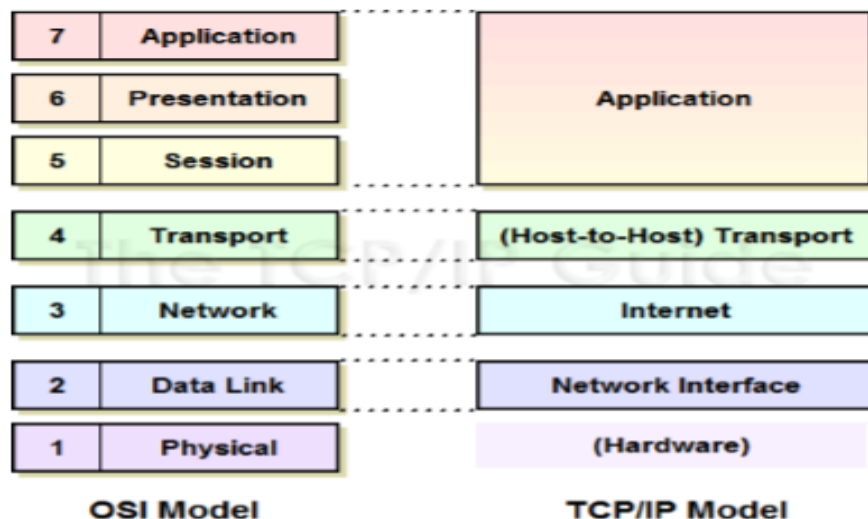 7 Application
6 Presentation
5 Session
Application
4 Transport (Host-to-Host) Transport
3 Network Internet
2 Data Link Network Interface
1 Physical (Hardware)
OSI Model TCP/IP Model
The TCP/IP Guide